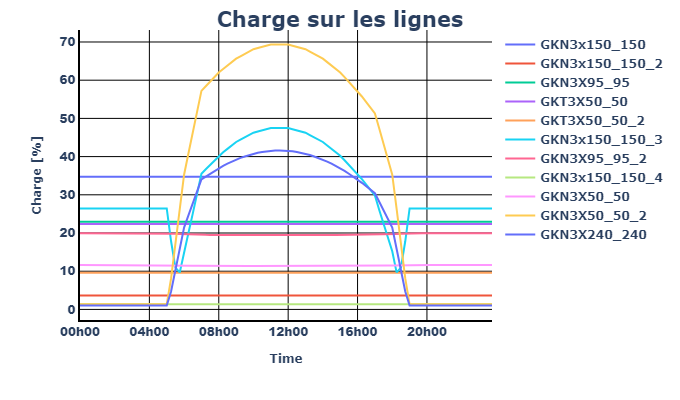 Charge sur les lignes
Charge [%]
70
60
50
40
30
20
10
0
00h00 04h00 08h00 12h00 16h00 20h00
Time
GKN3x150_150
GKN3x150_150_2
GKN3X95_95
GKT3X50_50
GKT3X50_50_2
GKN3x150_150_3
GKN3X95_95_2
GKN3x150_150_4
GKN3X50_50
GKN3X50_50_2
GKN3X240_240